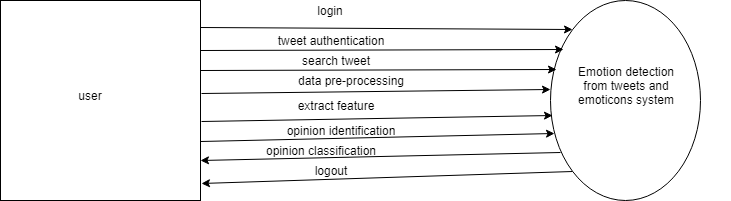 login
tweet authentication
search tweet
data pre-processing
extract feature
opinion identification
opinion classification
logout
user
Emotion detection
from tweets and
emoticons system